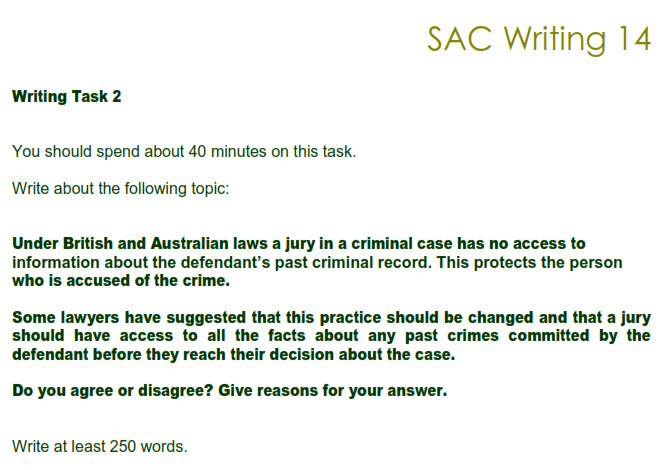 SAC Writing 14
Writing Task 2
You should spend about 40 minutes on this task.
Write about the following topic:
Under British and Australian laws a jury in a criminal case has no access to
information about the defendant's past criminal record. This protects the person
who is accused of the crime.
Some lawyers have suggested that this practice should be changed and that a jury
should have access to all the facts about any past crimes committed by the
defendant before they reach their decision about the case.
Do you agree or disagree? Give reasons for your answer.
Write at least 250 words.